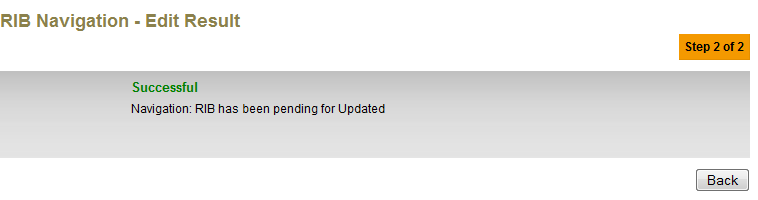 RIB Navigation - Edit Result
Step 2 of 2
Successful
Navigation: RIB has been pending for Updated
Back